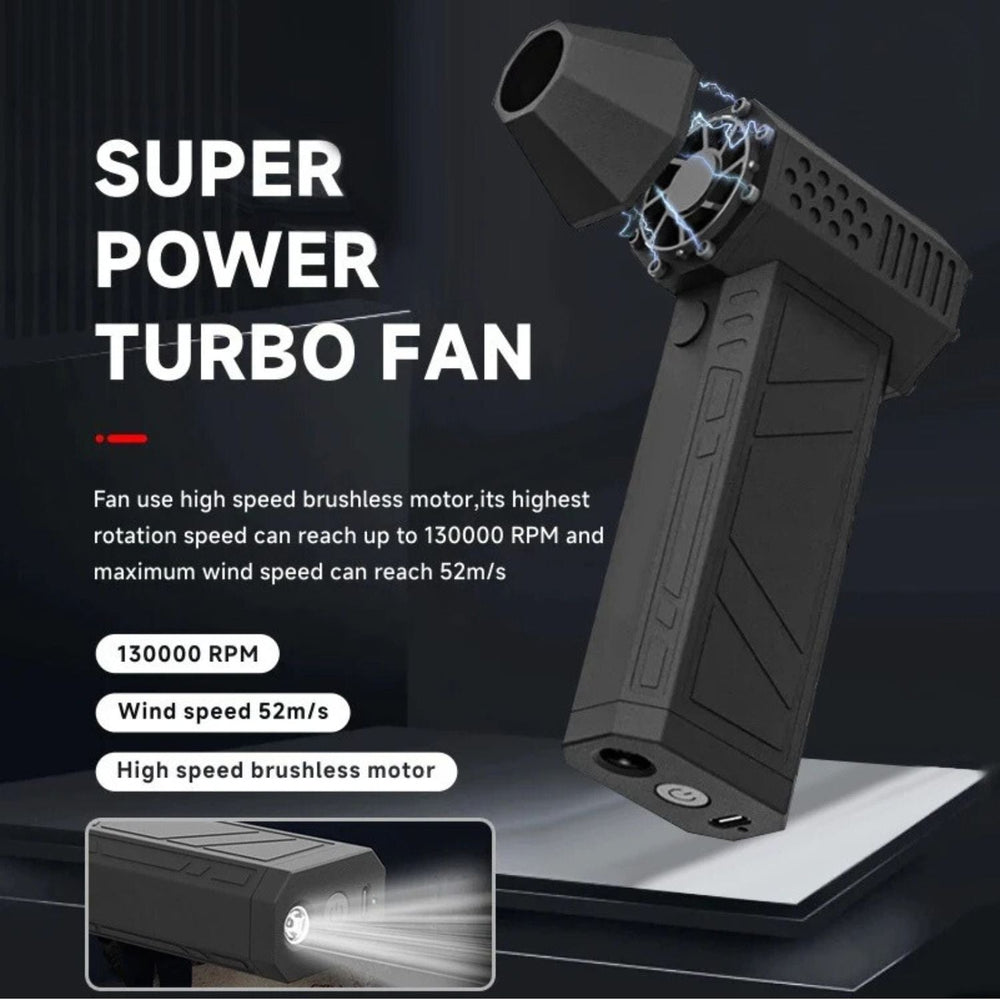 SUPER
POWER
TURBO FAN
Fan use high speed brushless motor,its highest
rotation speed can reach up to 130000 RPM and
maximum wind speed can reach 52m/s
130000 RPM
Wind speed 52m/s
High speed brushless motor